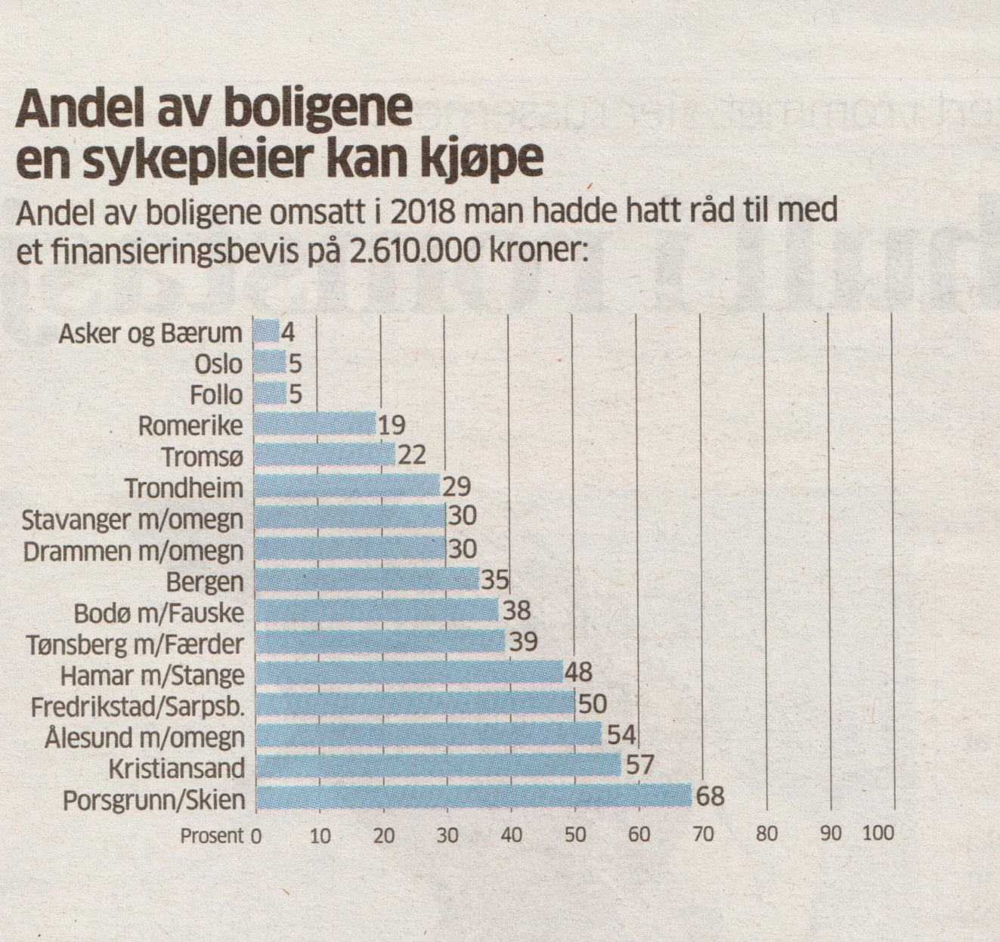 Andel av boligene
en sykepleier kan kjøpe
Andel av boligene omsatt i 2018 man hadde hatt råd til med
et finansieringsbevis på 2.610.000 kroner:
Asker og Bærum 4
Oslo 5
Follo 5
Romerike 19
Tromsø 22
Trondheim 29
Stavanger m/omegn 30
Drammen m/omegn 30
Bergen 35
Bodø m/Fauske 38
Tønsberg m/Færder 39
Hamar m/Stange 48
Fredrikstad/Sarpsb. 50
Ålesund m/omegn 54
Kristiansand 57
Porsgrunn/Skien 68
Prosent 0 10 20 30 40 50 60 70 80 90 100